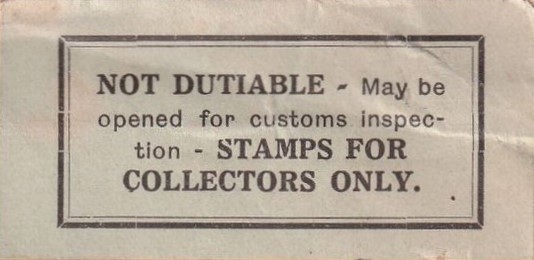 NOT DUTIABLE - May be
opened for customs inspec-
tion - STAMPS FOR
COLLECTORS ONLY.